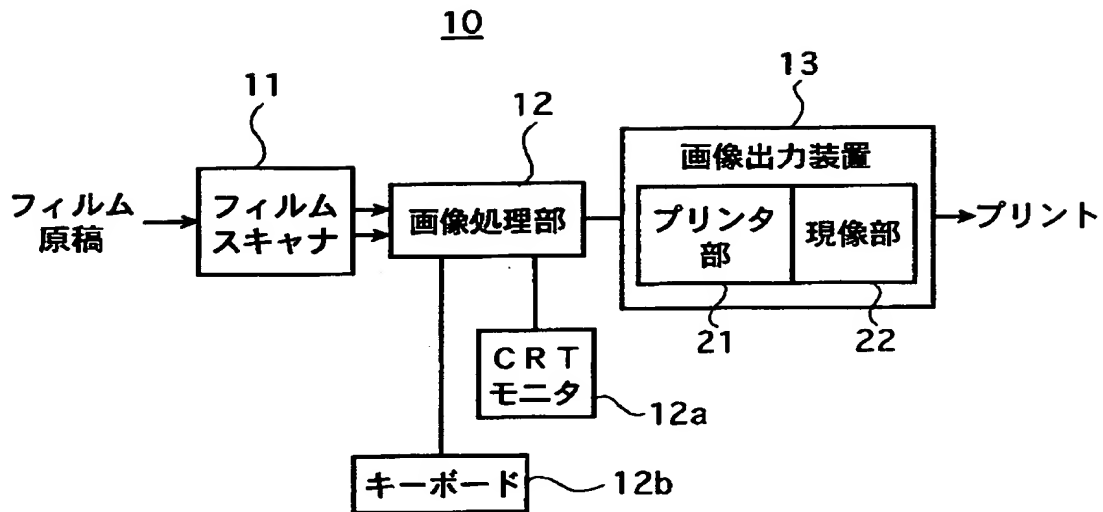 10
11
12
13
フィルム
原稿
フィルム
スキャナ
画像処理部
画像出力装置
プリンタ
部
現像部
プリント
21
22
CRT
モニタ
12a
キーボード
12b